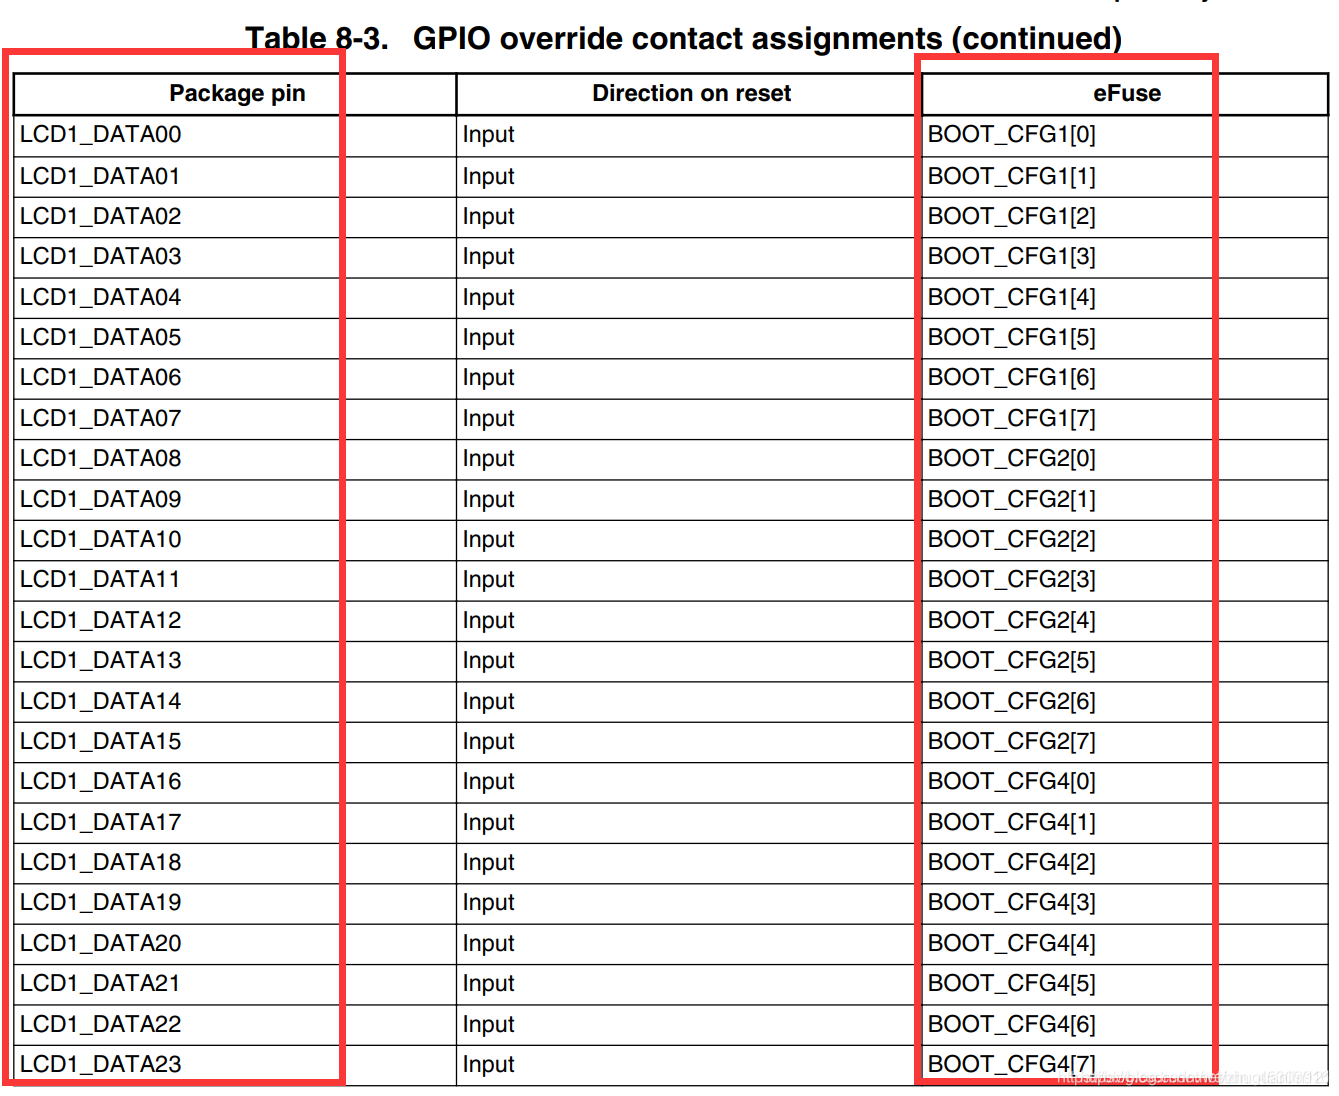 Table 8-3. GPIO override contact assignments (continued)
Package pin Direction on reset eFuse
LCD1_DATA00 Input BOOT_CFG1[0]
LCD1_DATA01 Input BOOT_CFG1[1]
LCD1_DATA02 Input BOOT_CFG1[2]
LCD1_DATA03 Input BOOT_CFG1[3]
LCD1_DATA04 Input BOOT_CFG1[4]
LCD1_DATA05 Input BOOT_CFG1[5]
LCD1_DATA06 Input BOOT_CFG1[6]
LCD1_DATA07 Input BOOT_CFG1[7]
LCD1_DATA08 Input BOOT_CFG2[0]
LCD1_DATA09 Input BOOT_CFG2[1]
LCD1_DATA10 Input BOOT_CFG2[2]
LCD1_DATA11 Input BOOT_CFG2[3]
LCD1_DATA12 Input BOOT_CFG2[4]
LCD1_DATA13 Input BOOT_CFG2[5]
LCD1_DATA14 Input BOOT_CFG2[6]
LCD1_DATA15 Input BOOT_CFG2[7]
LCD1_DATA16 Input BOOT_CFG4[0]
LCD1_DATA17 Input BOOT_CFG4[1]
LCD1_DATA18 Input BOOT_CFG4[2]
LCD1_DATA19 Input BOOT_CFG4[3]
LCD1_DATA20 Input BOOT_CFG4[4]
LCD1_DATA21 Input BOOT_CFG4[5]
LCD1_DATA22 Input BOOT_CFG4[6]
LCD1_DATA23 Input BOOT_CFG4[7]